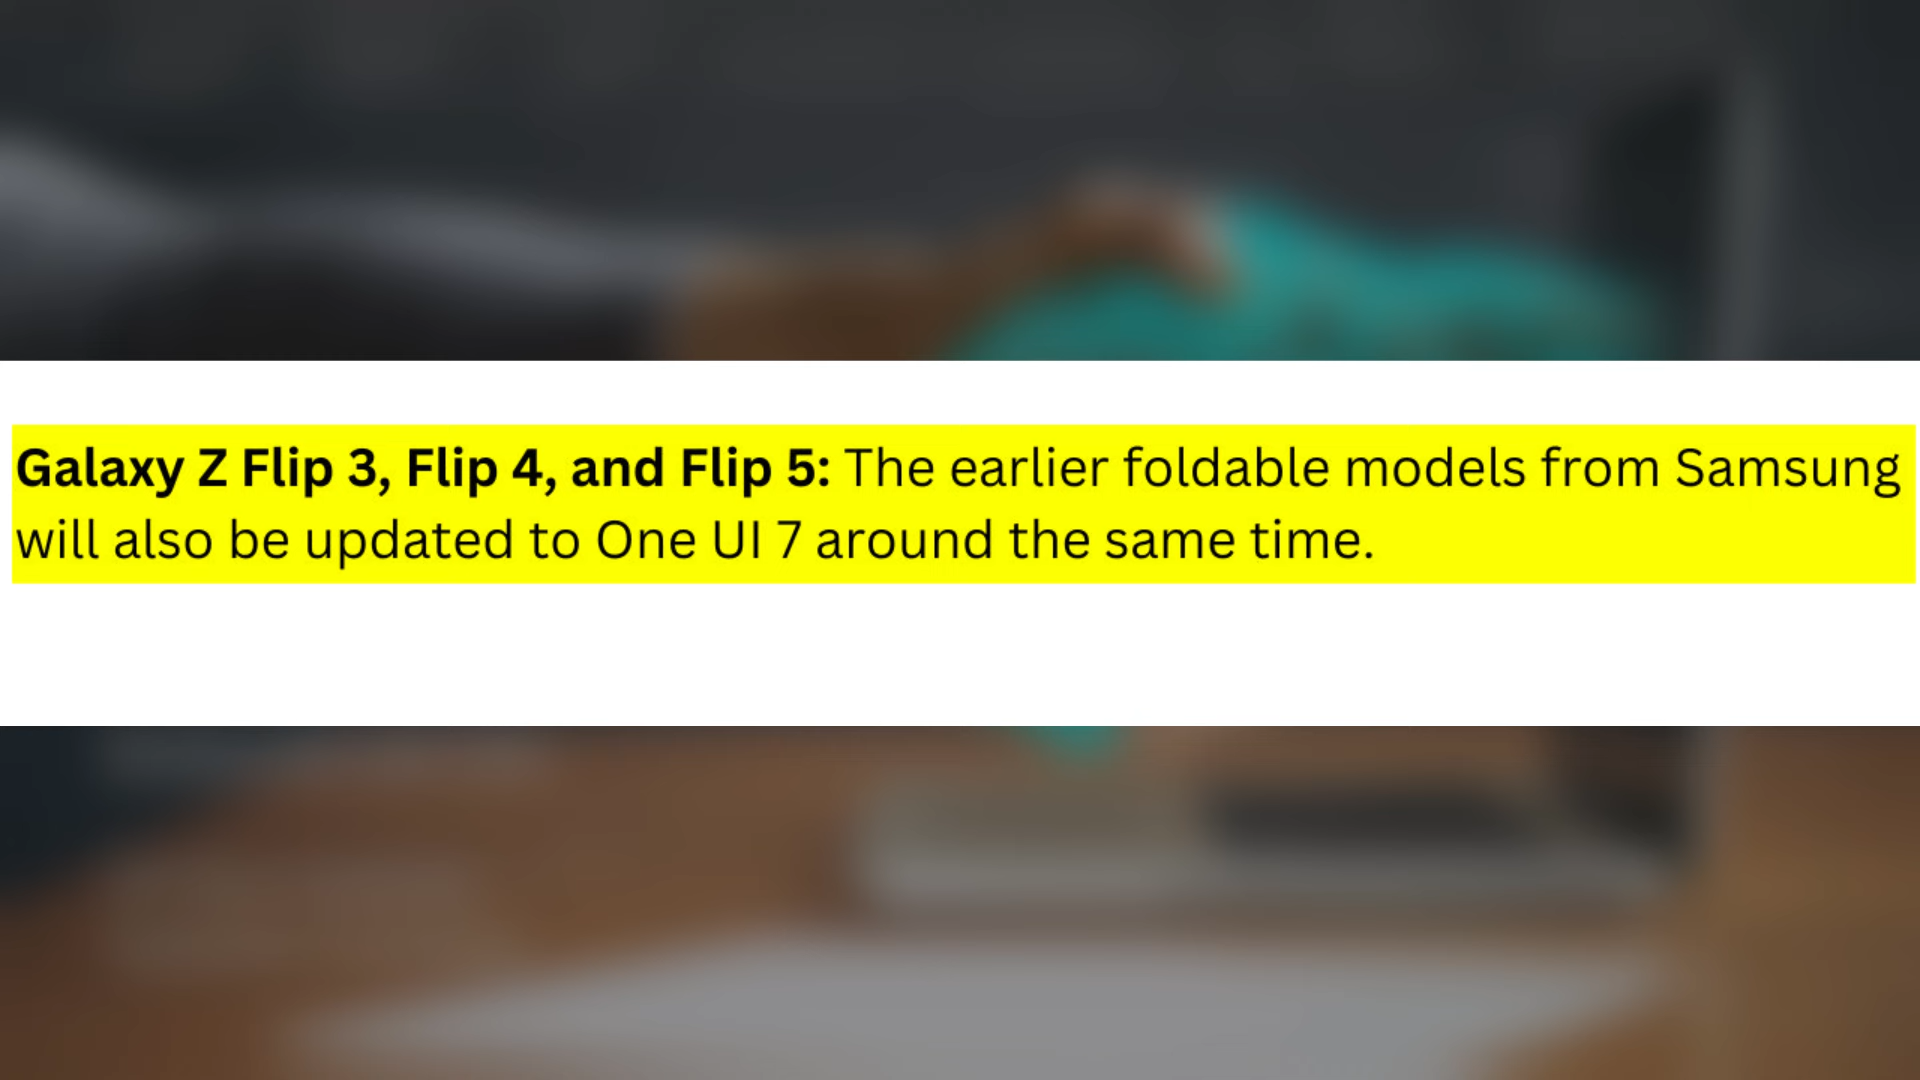 Galaxy Z Flip 3, Flip 4, and Flip 5: The earlier foldable models from Samsung
will also be updated to One UI 7 around the same time.